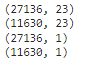 (27136, 23)
(11630, 23)
(27136, 1)
(11630, 1)